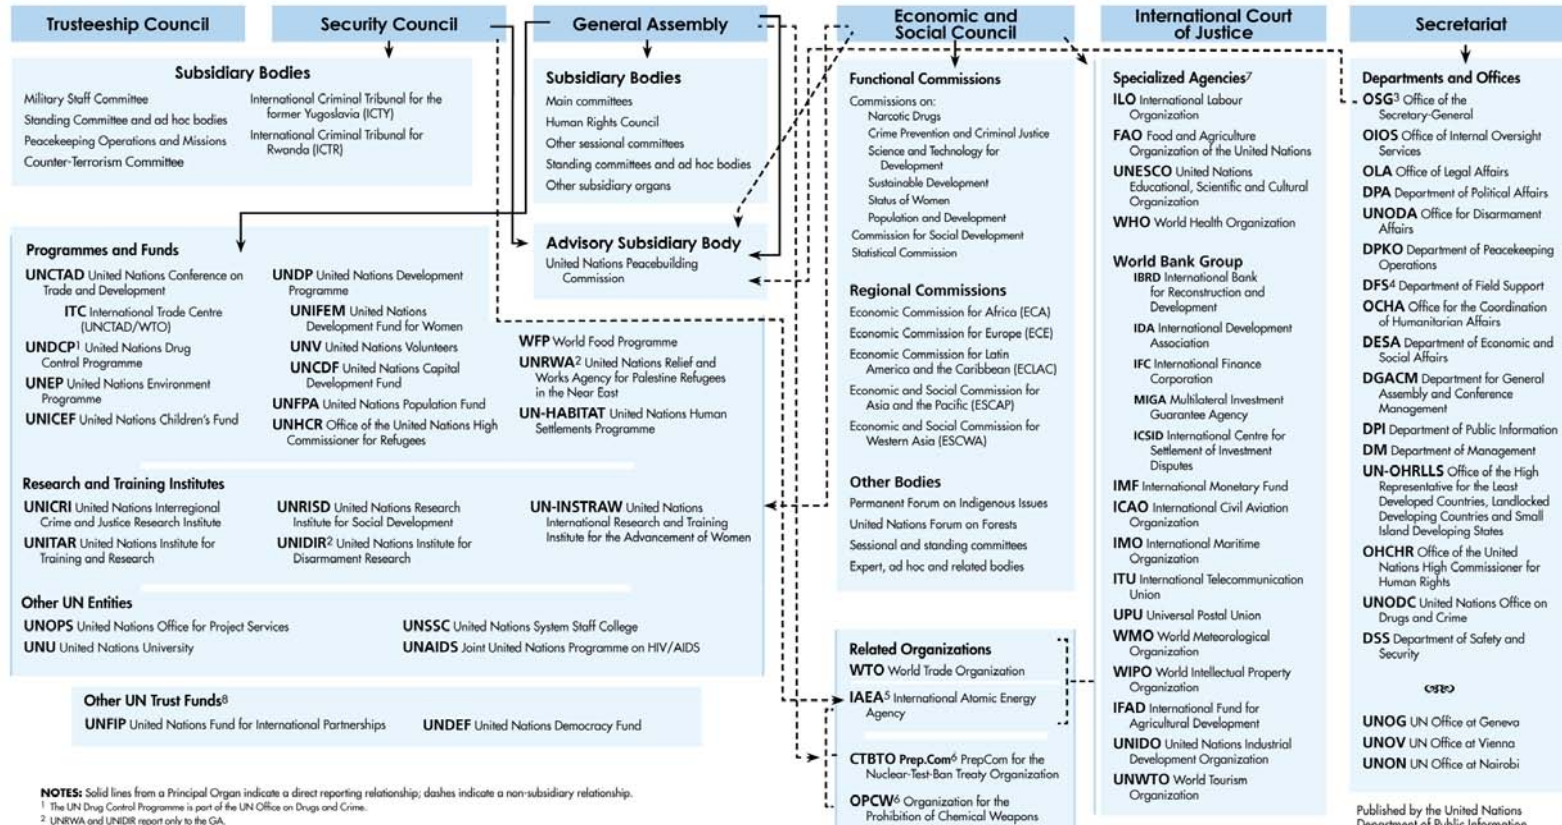 Trusteeship Council
Security Council
General Assembly
Economic and
Social Council
International Court
of Justice
Secretariat
Subsidiary Bodies
Military Staff Committee
Standing Committee and ad hoc bodies
Peacekeeping Operations and Missions
Counter-Terrorism Committee
International Criminal Tribunal for the
former Yugoslavia (ICTY)
International Criminal Tribunal for
Rwanda (ICTR)
Subsidiary Bodies
Main committees
Human Rights Council
Other sessional committees
Standing committees and ad hoc bodies
Other subsidiary organs
Advisory Subsidiary Body
United Nations Peacebuilding
Commission
Programmes and Funds
UNCTAD United Nations Conference on
Trade and Development
ITC International Trade Centre
(UNCTAD/WTO)
UNDCP1 United Nations Drug
Control Programme
UNEP United Nations Environment
Programme
UNICEF United Nations Children's Fund
UNDP United Nations Development
Programme
UNIFEM United Nations
Development Fund for Women
UNV United Nations Volunteers
UNCDF United Nations Capital
Development Fund
UNFPA United Nations Population Fund
UNHCR Office of the United Nations High
Commissioner for Refugees
WFP World Food Programme
UNRWA2 United Nations Relief and
Works Agency for Palestine Refugees
in the Near East
UN-HABITAT United Nations Human
Settlements Programme
Research and Training Institutes
UNICRI United Nations Interregional
Crime and Justice Research Institute
UNITAR United Nations Institute for
Training and Research
UNRISD United Nations Research
Institute for Social Development
UNIDIR2 United Nations Institute for
Disarmament Research
UN-INSTRAW United Nations
International Research and Training
Institute for the Advancement of Women
Other UN Entities
UNOPS United Nations Office for Project Services
UNU United Nations University
UNSSC United Nations System Staff College
UNAIDS Joint United Nations Programme on HIV/AIDS
Other UN Trust Funds8
UNFIP United Nations Fund for International Partnerships
UNDEF United Nations Democracy Fund
Functional Commissions
Commissions on:
Narcotic Drugs
Crime Prevention and Criminal Justice
Science and Technology for
Development
Sustainable Development
Status of Women
Population and Development
Commission for Social Development
Statistical Commission
Regional Commissions
Economic Commission for Africa (ECA)
Economic Commission for Europe (ECE)
Economic Commission for Latin
America and the Caribbean (ECLAC)
Economic and Social Commission for
Asia and the Pacific (ESCAP)
Economic and Social Commission for
Western Asia (ESCWA)
Other Bodies
Permanent Forum on Indigenous Issues
United Nations Forum on Forests
Sessional and standing committees
Expert, ad hoc and related bodies
Related Organizations
WTO World Trade Organization
IAEA5 International Atomic Energy
Agency
CTBTO Prep.Com6 PrepCom for the
Nuclear-Test-Ban Treaty Organization
OPCW6 Organization for the
Prohibition of Chemical Weapons
Specialized Agencies7
ILO International Labour
Organization
FAO Food and Agriculture
Organization of the United Nations
UNESCO United Nations
Educational, Scientific and Cultural
Organization
WHO World Health Organization
World Bank Group
IBRD International Bank
for Reconstruction and
Development
IDA International Development
Association
IFC International Finance
Corporation
MIGA Multilateral Investment
Guarantee Agency
ICSID International Centre for
Settlement of Investment
Disputes
IMF International Monetary Fund
ICAO International Civil Aviation
Organization
IMO International Maritime
Organization
ITU International Telecommunication
Union
UPU Universal Postal Union
WMO World Meteorological
Organization
WIPO World Intellectual Property
Organization
IFAD International Fund for
Agricultural Development
UNIDO United Nations Industrial
Development Organization
UNWTO World Tourism
Organization
Departments and Offices
OSG3 Office of the
Secretary-General
OIOS Office of Internal Oversight
Services
OLA Office of Legal Affairs
DPA Department of Political Affairs
UNODA Office for Disarmament
Affairs
DPKO Department of Peacekeeping
Operations
DFS4 Department of Field Support
OCHA Office for the Coordination
of Humanitarian Affairs
DESA Department of Economic and
Social Affairs
DGACM Department for General
Assembly and Conference
Management
DPI Department of Public Information
DM Department of Management
UN-OHRLLS Office of the High
Representative for the Least
Developed Countries, Landlocked
Developing Countries and Small
Island Developing States
OHCHR Office of the United
Nations High Commissioner for
Human Rights
UNODC United Nations Office on
Drugs and Crime
DSS Department of Safety and
Security
UNOG UN Office at Geneva
UNOV UN Office at Vienna
UNON UN Office at Nairobi
NOTES: Solid lines from a Principal Organ indicate a direct reporting relationship; dashes indicate a non-subsidiary relationship.
1 The UN Drug Control Programme is part of the UN Office on Drugs and Crime.
2 UNRWA and UNIDIR report only to the GA.
Published by the United Nations
Department of Public Information